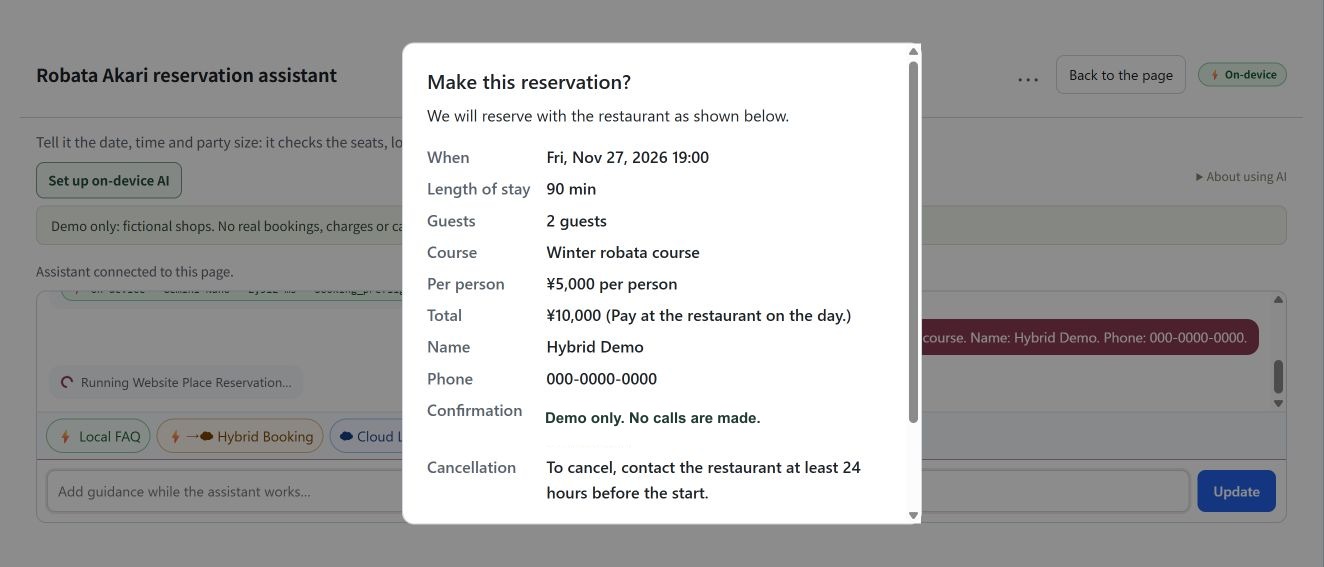 Robata Akari reservation assistant
...
Back to the page
On-device
Tell it the date, time and party size: it checks the seats, lo
Set up on-device AI
About using AI
Demo only: fictional shops. No real bookings, charges or ca
Assistant connected to this page.
course. Name: Hybrid Demo. Phone: 000-0000-0000.
Running Website Place Reservation...
Local FAQ
→ Hybrid Booking
Cloud L
Add guidance while the assistant works...
Update
Make this reservation?
We will reserve with the restaurant as shown below.
When Fri, Nov 27, 2026 19:00
Length of stay 90 min
Guests 2 guests
Course Winter robata course
Per person ¥5,000 per person
Total ¥10,000 (Pay at the restaurant on the day.)
Name Hybrid Demo
Phone 000-0000-0000
Confirmation Demo only. No calls are made.
Cancellation To cancel, contact the restaurant at least 24
hours before the start.